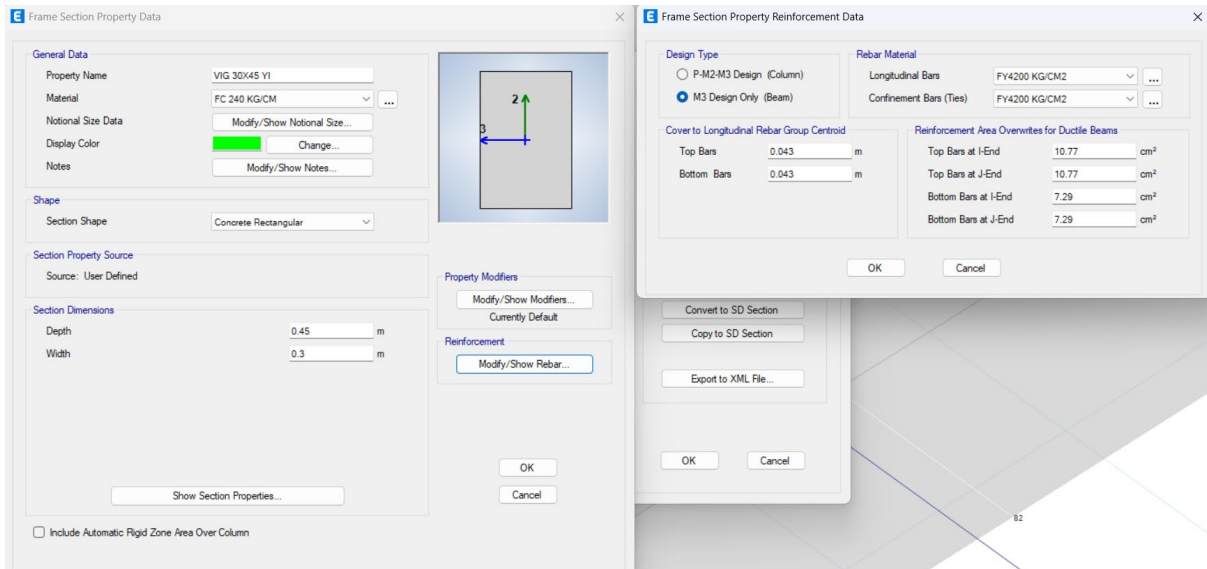 E Frame Section Property Data
General Data
Property Name VIG 30X45 YI
Material FC 240 KG/CM ...
Notional Size Data Modify/Show Notional Size...
Display Color Change...
Notes Modify/Show Notes...
Shape
Section Shape Concrete Rectangular
Section Property Source
Source: User Defined
Section Dimensions
Depth 0.45 m
Width 0.3 m
Show Section Properties...
Include Automatic Rigid Zone Area Over Column
2
3
Property Modifiers
Modify/Show Modifiers...
Currently Default
Reinforcement
Modify/Show Rebar...
OK
Cancel
E Frame Section Property Reinforcement Data
Design Type
P-M2-M3 Design (Column)
M3 Design Only (Beam)
Rebar Material
Longitudinal Bars FY4200 KG/CM2 ...
Confinement Bars (Ties) FY4200 KG/CM2 ...
Cover to Longitudinal Rebar Group Centroid
Top Bars 0.043 m
Bottom Bars 0.043 m
Reinforcement Area Overwrites for Ductile Beams
Top Bars at I-End 10.77 cm²
Top Bars at J-End 10.77 cm²
Bottom Bars at I-End 7.29 cm²
Bottom Bars at J-End 7.29 cm²
OK Cancel
Convert to SD Section
Copy to SD Section
Export to XML File...
OK Cancel
82